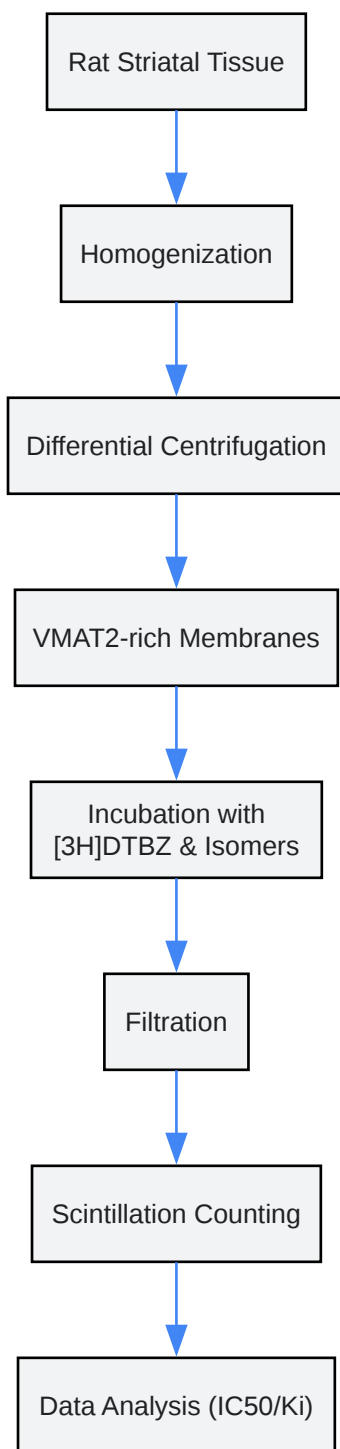 Rat Striatal Tissue
Homogenization
Differential Centrifugation
VMAT2-rich Membranes
Incubation with
[3H]DTBZ & Isomers
Filtration
Scintillation Counting
Data Analysis (IC50/Ki)